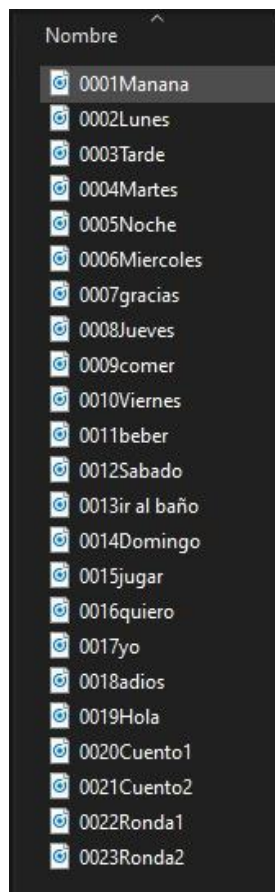 Nombre
0001Manana
0002Lunes
0003Tarde
0004Martes
0005Noche
0006Miercoles
0007gracias
0008Jueves
0009comer
0010Viernes
0011beber
0012Sabado
0013ir al baño
0014Domingo
0015jugar
0016quiero
0017yo
0018adios
0019Hola
0020Cuento1
0021Cuento2
0022Ronda1
0023Ronda2